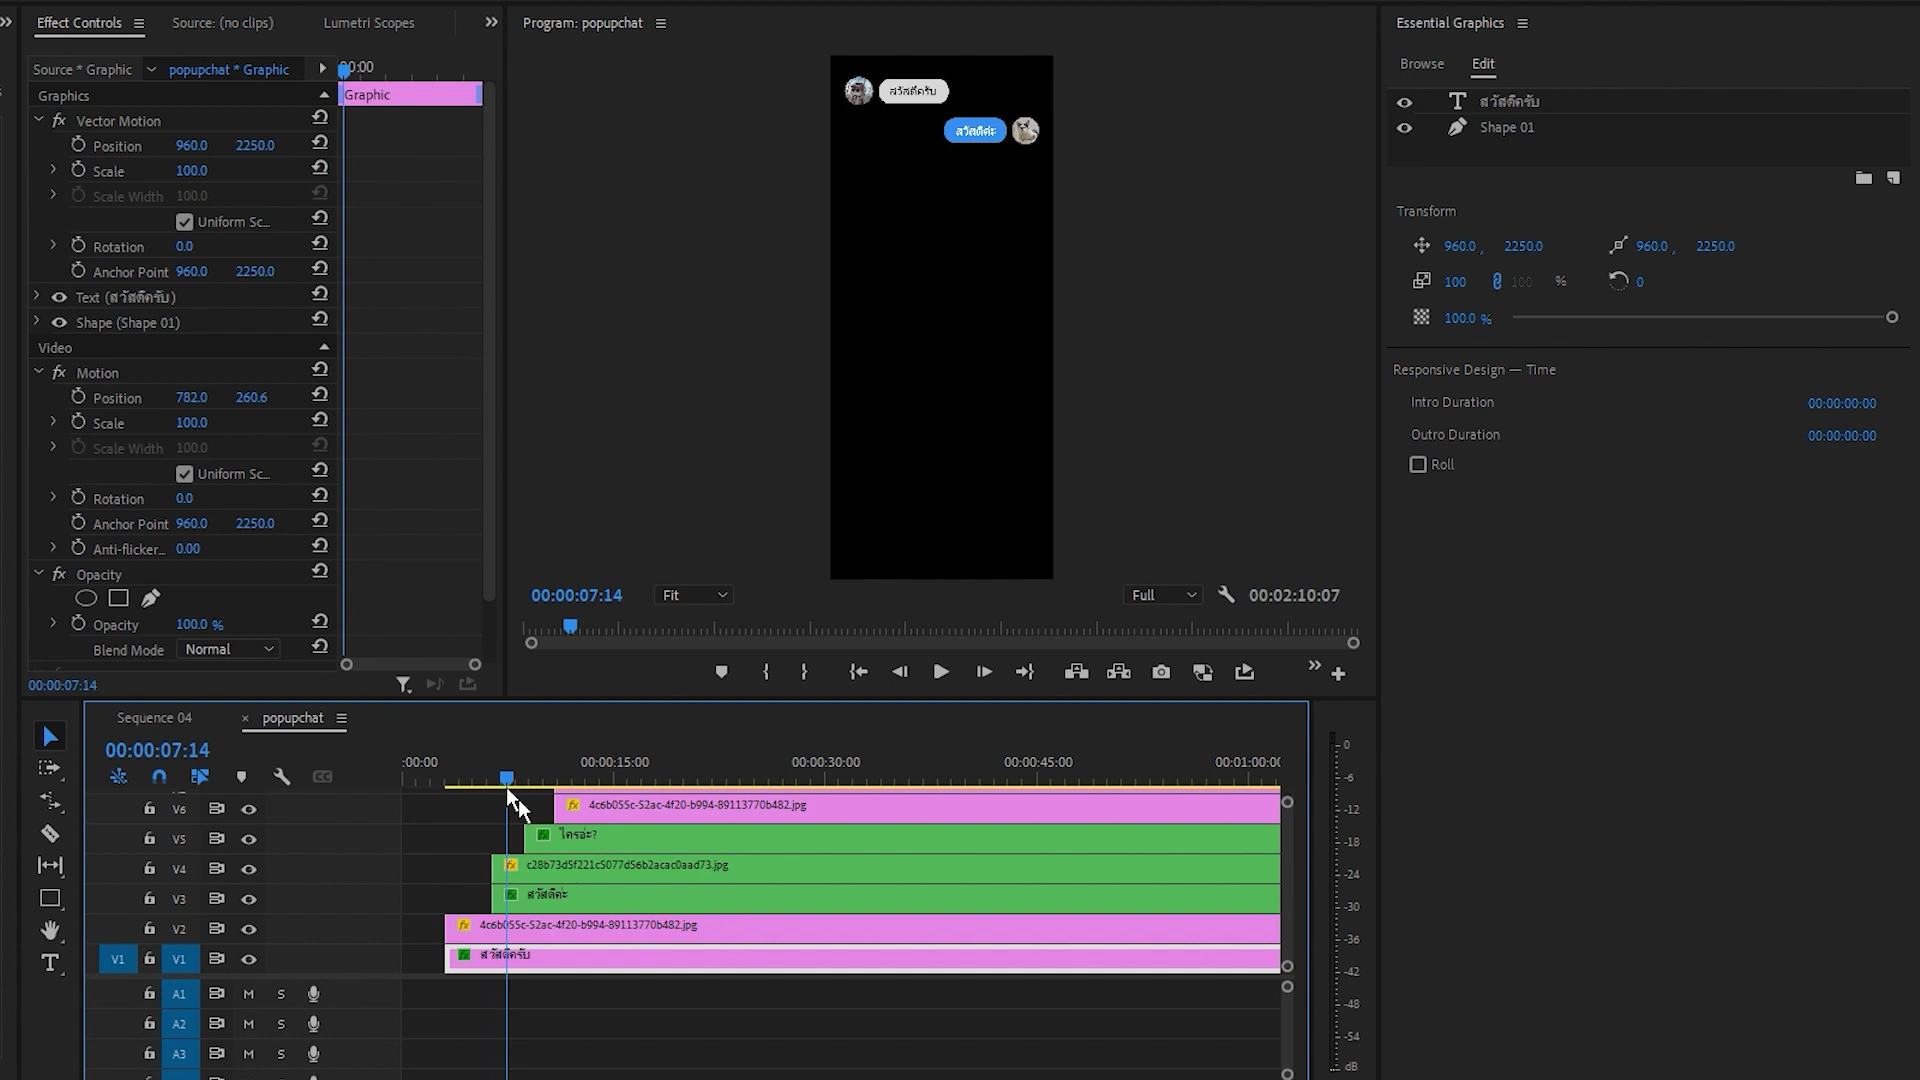 Effect Controls
Source: (no clips)
Lumetri Scopes
Program: popupchat
Essential Graphics
Source * Graphic
popupchat * Graphic
00:00
Browse
Edit
Graphics
Graphic
สวัสดีครับ
สวัสดีครับ
Vector Motion
Shape 01
สวัสดีค่ะ
Position 960.0 2250.0
Scale 100.0
Scale Width 100.0
Uniform Sc...
Rotation 0.0
Anchor Point 960.0 2250.0
Transform
960.0 , 2250.0
960.0 , 2250.0
100 100 %
0
100.0 %
Text (สวัสดีครับ)
Shape (Shape 01)
Video
Responsive Design — Time
Motion
Position 782.0 260.6
Intro Duration 00:00:00:00
Scale 100.0
Outro Duration 00:00:00:00
Scale Width 100.0
Roll
Uniform Sc...
Rotation 0.0
Anchor Point 960.0 2250.0
Anti-flicker... 0.00
Opacity
00:00:07:14
Fit
Full
00:02:10:07
Opacity 100.0 %
Blend Mode Normal
00:00:07:14
Sequence 04
popupchat
00:00:07:14
:00:00
00:00:15:00
00:00:30:00
00:00:45:00
00:01:00:0
V6 fx 4c6b055c-52ac-4f20-b994-89113770b482.jpg
V5 fx ใครอ่ะ?
V4 fx c28b73d5f221c5077d56b2acac0aad73.jpg
V3 fx สวัสดีค่ะ
V2 fx 4c6b055c-52ac-4f20-b994-89113770b482.jpg
V1 V1 fx สวัสดีครับ
A1 M S
A2 M S
A3 M S
0
-6
-12
-18
-24
-30
-36
-42
-48
-54
dB